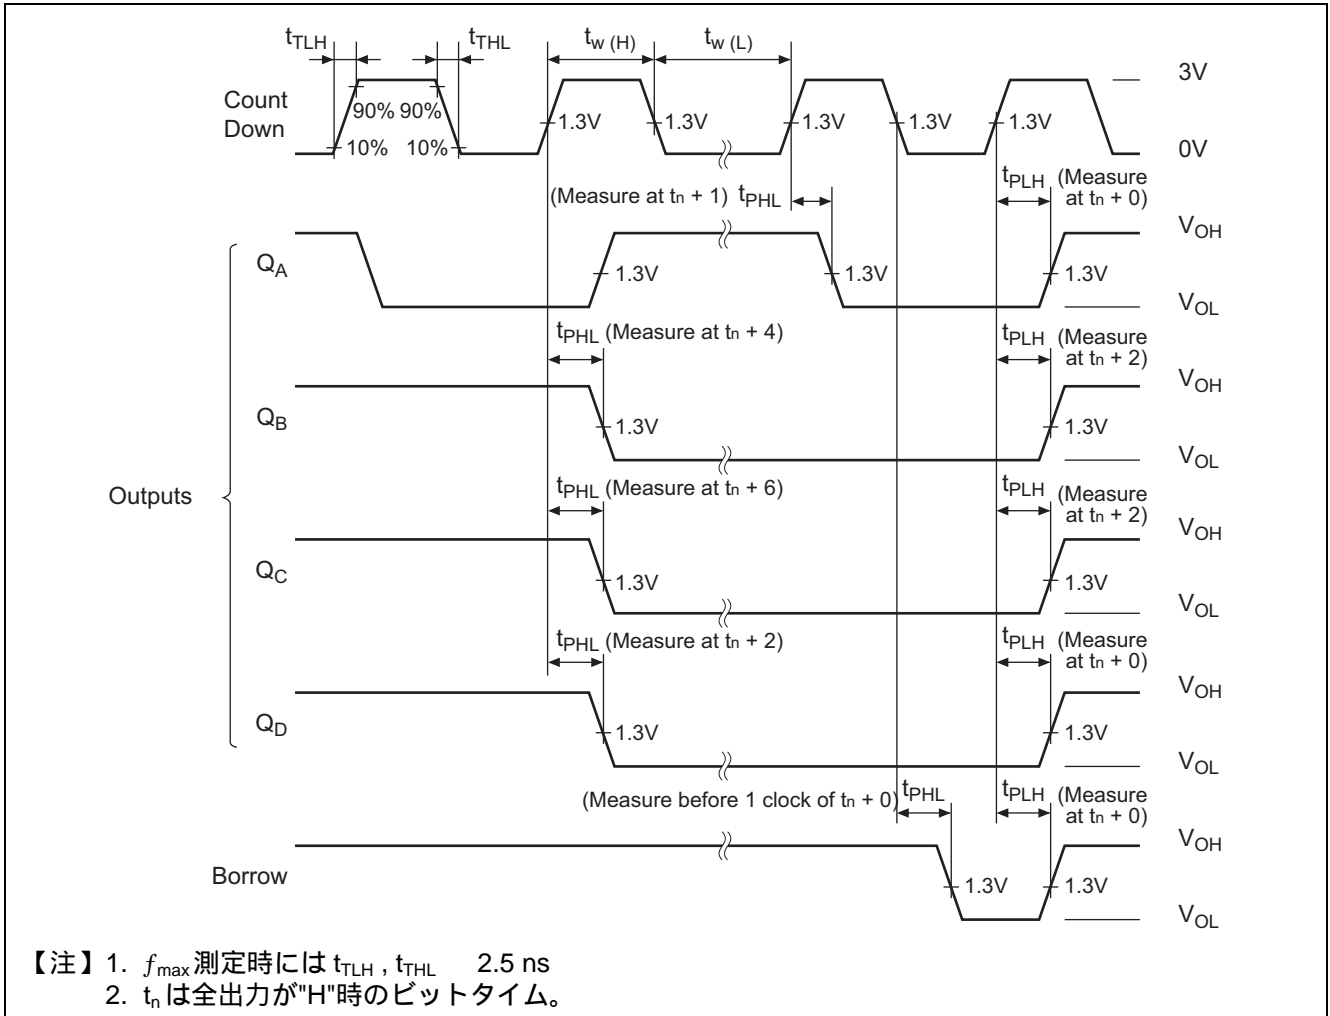 tTLH tTHL tw (H) tw (L)
Count Down 90% 90% 10% 10% 1.3V 1.3V 1.3V 1.3V 1.3V 3V 0V
(Measure at tn + 1) tPHL tPLH (Measure at tn + 0)
QA 1.3V 1.3V 1.3V VOH VOL
tPHL (Measure at tn + 4) tPLH (Measure at tn + 2)
QB 1.3V 1.3V VOH VOL
Outputs
tPHL (Measure at tn + 6) tPLH (Measure at tn + 2)
QC 1.3V 1.3V VOH VOL
tPHL (Measure at tn + 2) tPLH (Measure at tn + 0)
QD 1.3V 1.3V VOH VOL
(Measure before 1 clock of tn + 0) tPHL tPLH (Measure at tn + 0)
Borrow 1.3V 1.3V VOH VOL
【注】1. fmax 測定時には tTLH , tTHL 2.5 ns
2. tn は全出力が"H"時のビットタイム。